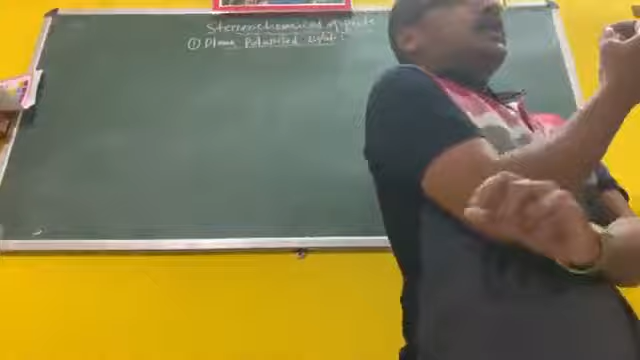 Stereochemical aspects
① Plane Polarised Light: